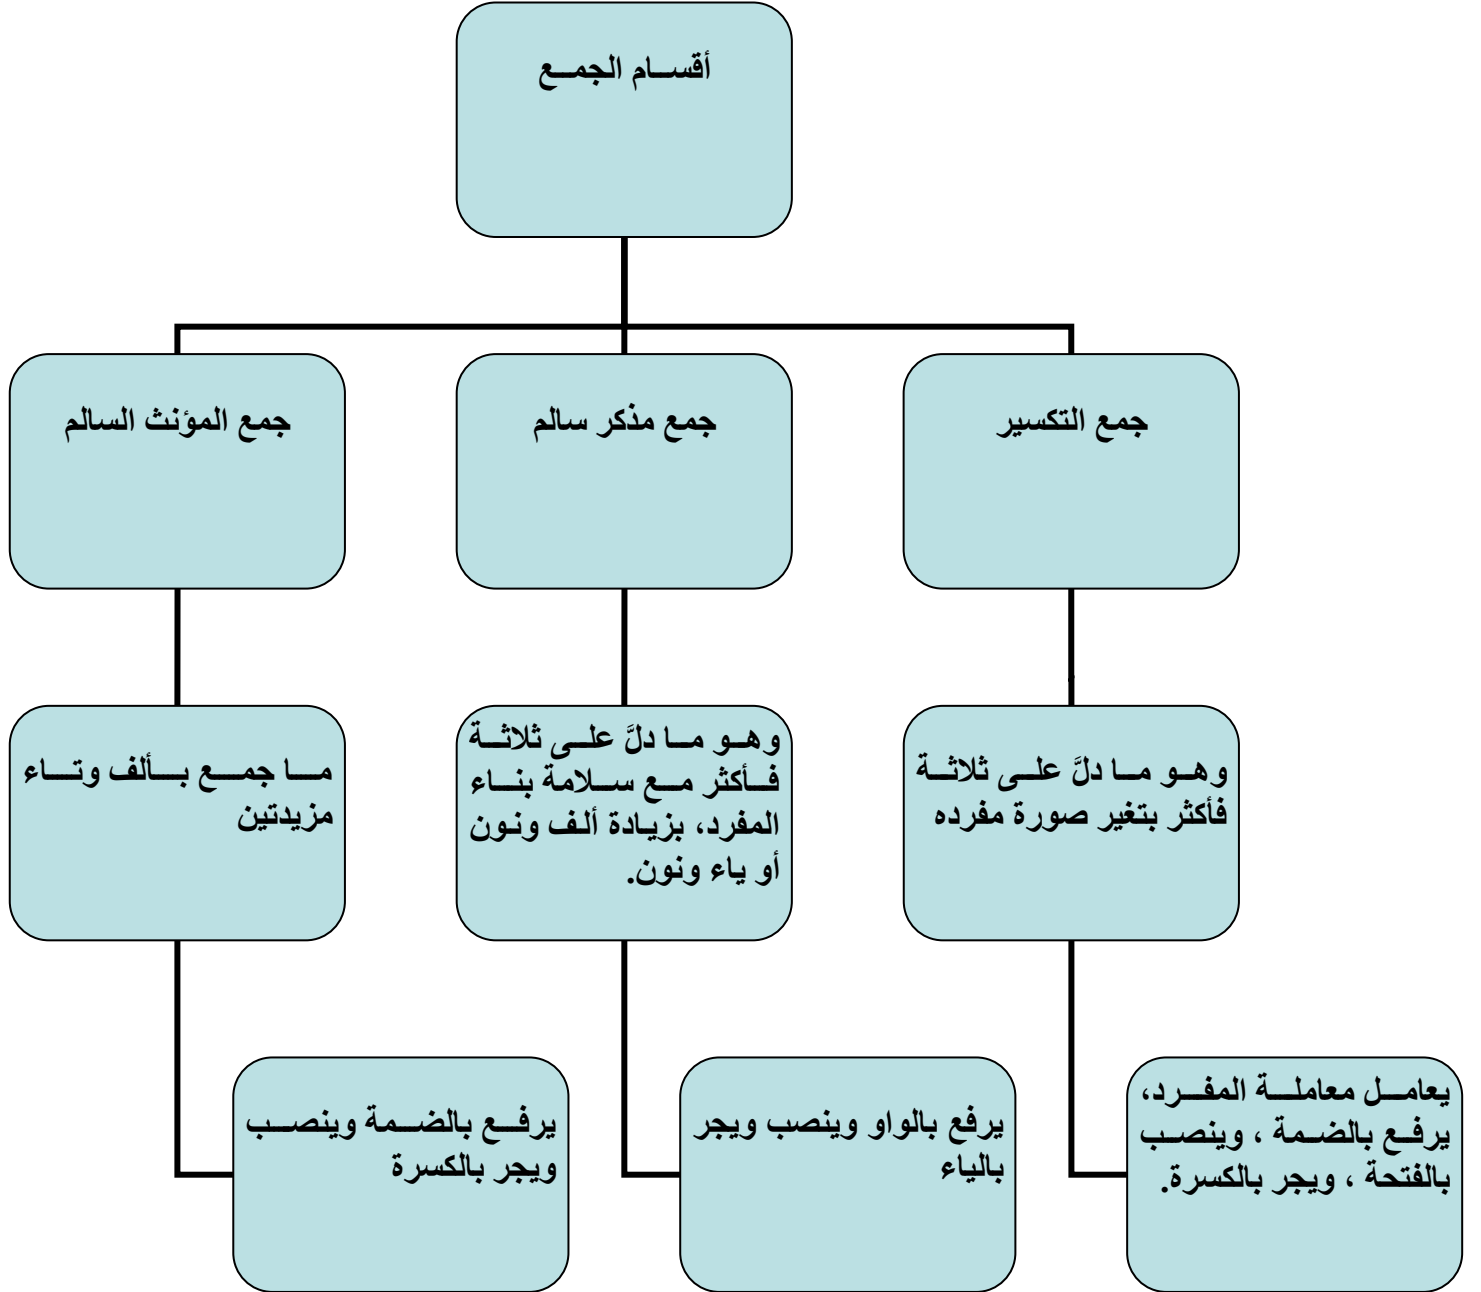 أقسام الجمع
جمع التكسير
جمع مذكر سالم
جمع المؤنث السالم
وهو ما دلَّ على ثلاثة
فأكثر بتغير صورة مفرده
وهو ما دلَّ على ثلاثة
فأكثر مع سلامة بناء
المفرد، بزيادة ألف ونون
أو ياء ونون.
ما جمع بألف وتاء
مزيدتين
يعامل معاملة المفرد،
يرفع بالضمة ، وينصب
بالفتحة ، ويجر بالكسرة.
يرفع بالواو وينصب ويجر
بالياء
يرفع بالضمة وينصب
ويجر بالكسرة